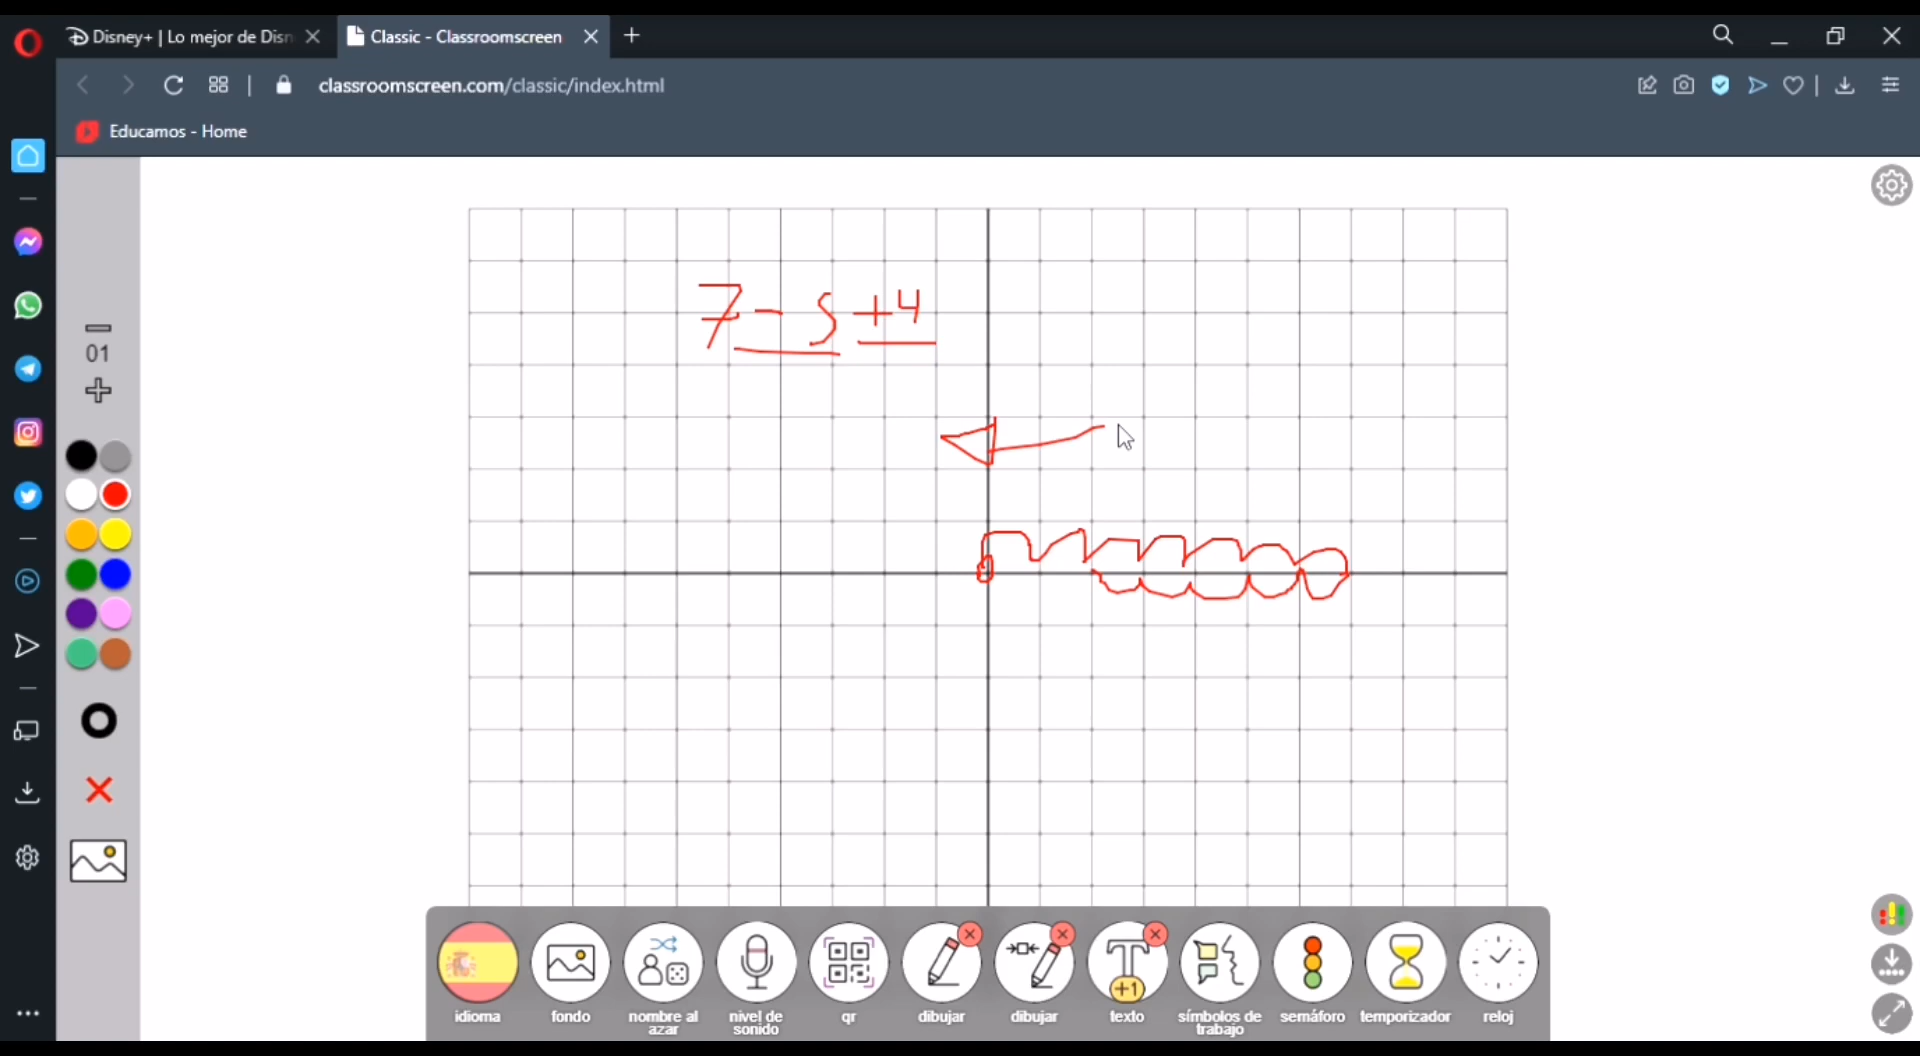 Disney+ | Lo mejor de Disn
Classic - Classroomscreen
classroomscreen.com/classic/index.html
Educamos - Home
01
7 - 5 + 4
+1
idioma
fondo
nombre al
azar
nivel de
sonido
qr
dibujar
dibujar
texto
símbolos de
trabajo
semáforo
temporizador
reloj